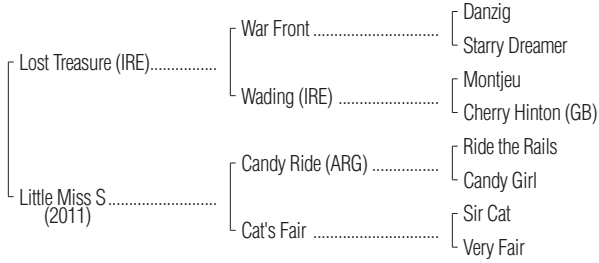 Danzig
War Front ................................
Starry Dreamer
Lost Treasure (IRE).................
Montjeu
Wading (IRE) .........................
Cherry Hinton (GB)
Ride the Rails
Candy Ride (ARG) .................
Candy Girl
Little Miss S ...........................
(2011)
Sir Cat
Cat's Fair ................................
Very Fair